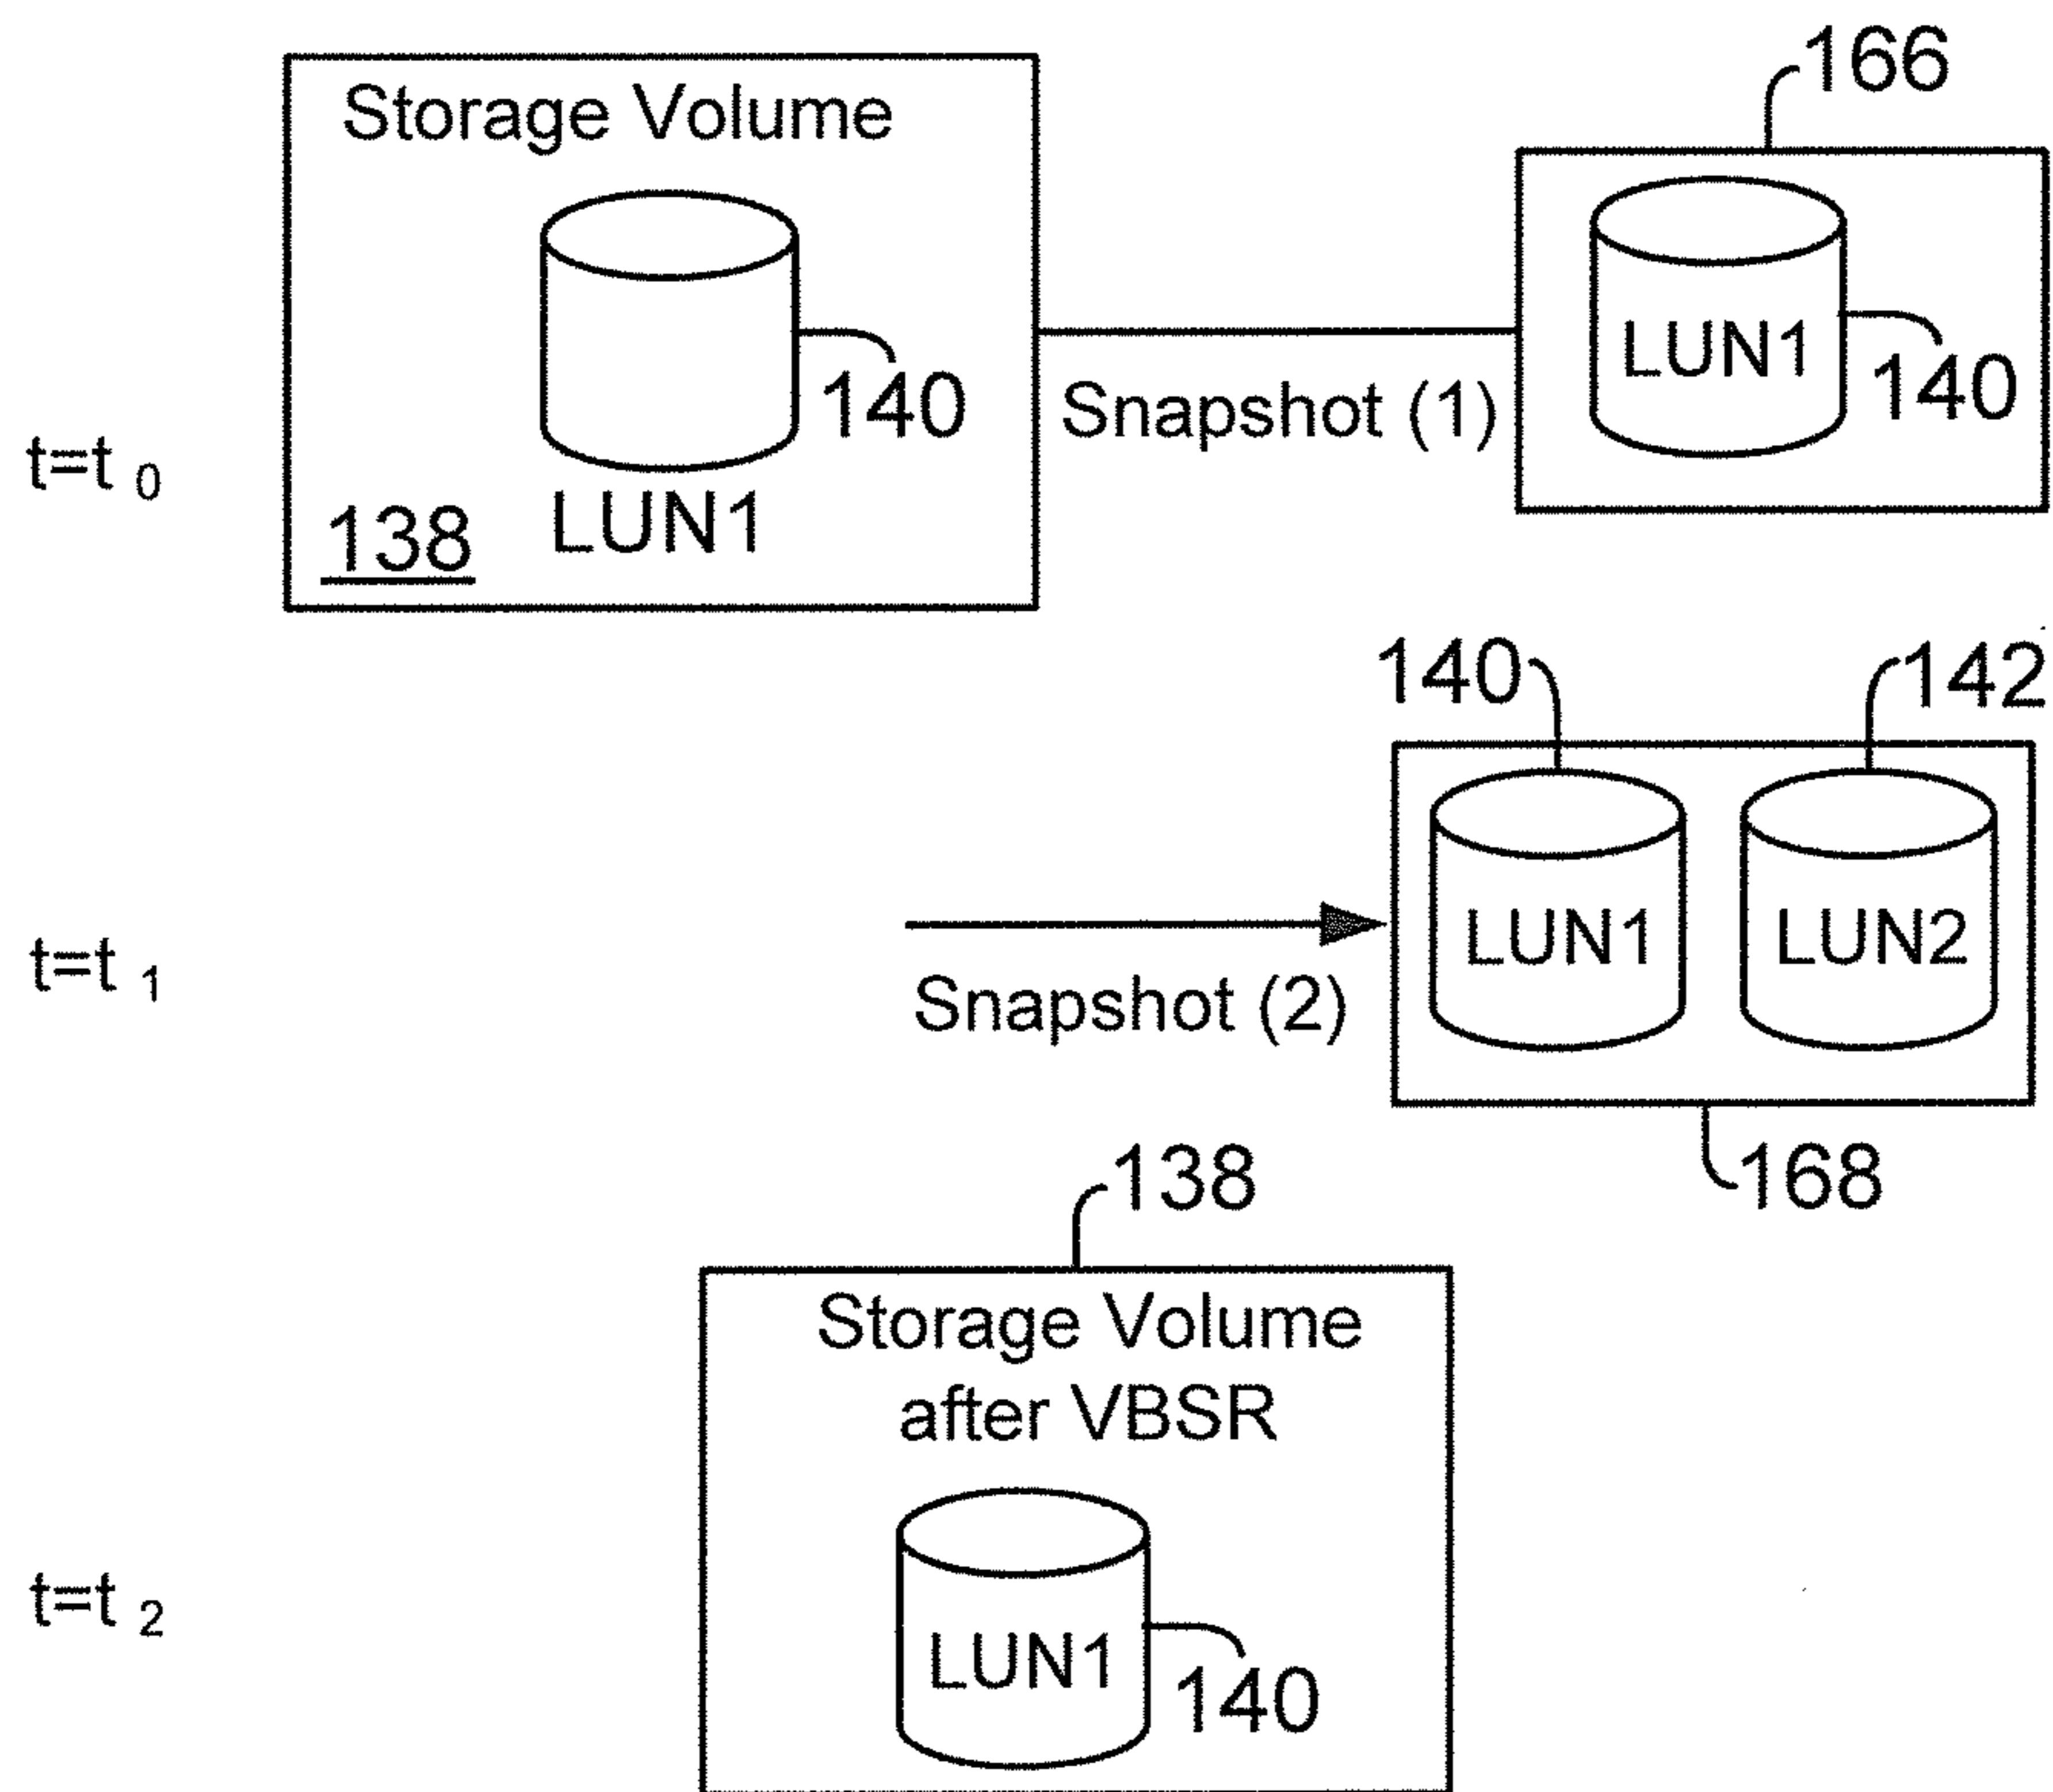 166
Storage Volume
LUN1
140
140
Snapshot (1)
t=t 0
138
LUN1
140
142
LUN1
LUN2
t=t 1
Snapshot (2)
168
138
Storage Volume
after VBSR
t=t 2
LUN1
140